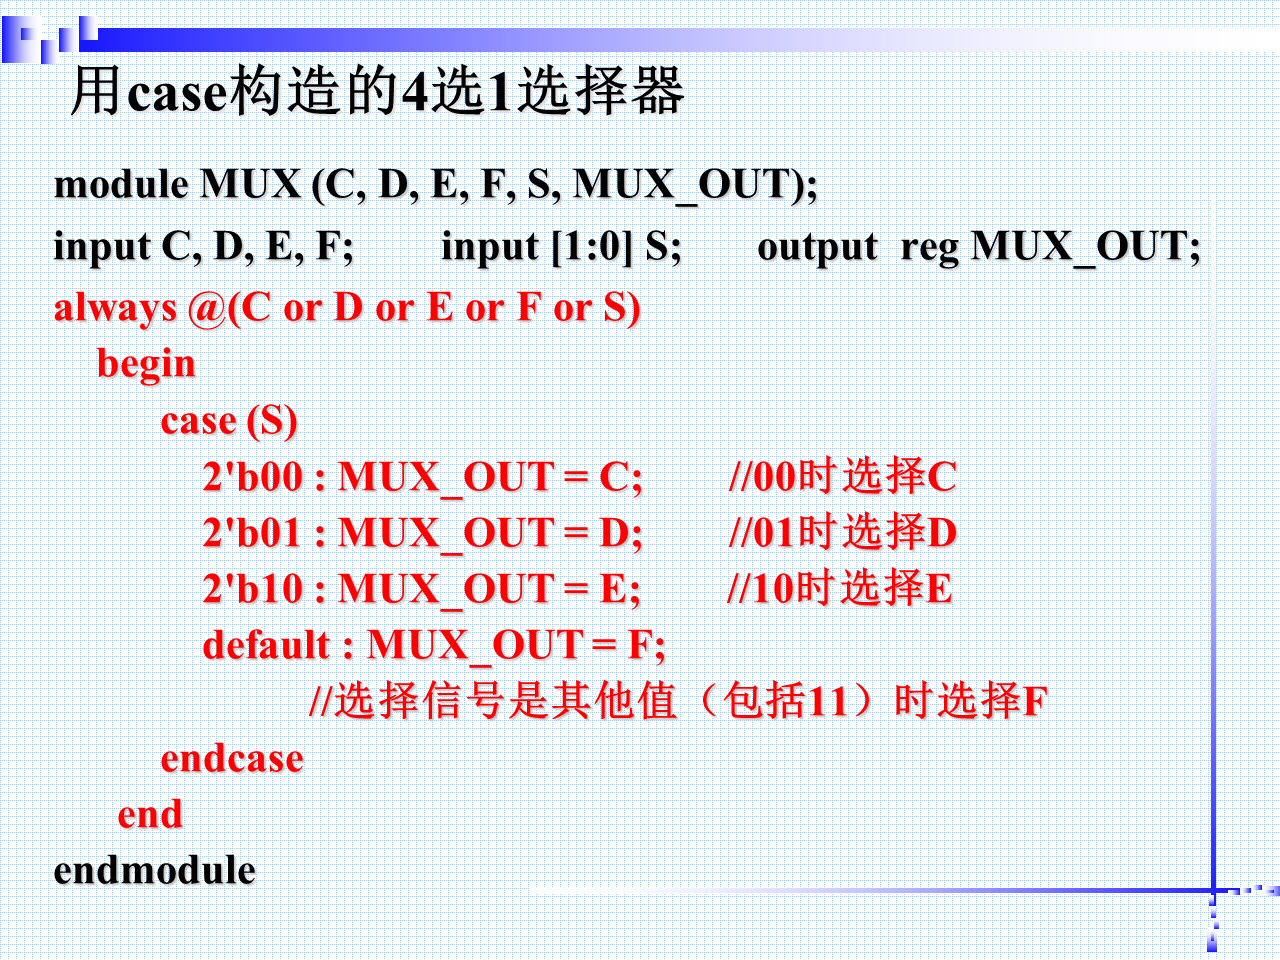 用case构造的4选1选择器
module MUX (C, D, E, F, S, MUX_OUT);
input C, D, E, F; input [1:0] S; output reg MUX_OUT;
always @(C or D or E or F or S)
begin
case (S)
2'b00 : MUX_OUT = C; //00时选择C
2'b01 : MUX_OUT = D; //01时选择D
2'b10 : MUX_OUT = E; //10时选择E
default : MUX_OUT = F;
//选择信号是其他值（包括11）时选择F
endcase
end
endmodule